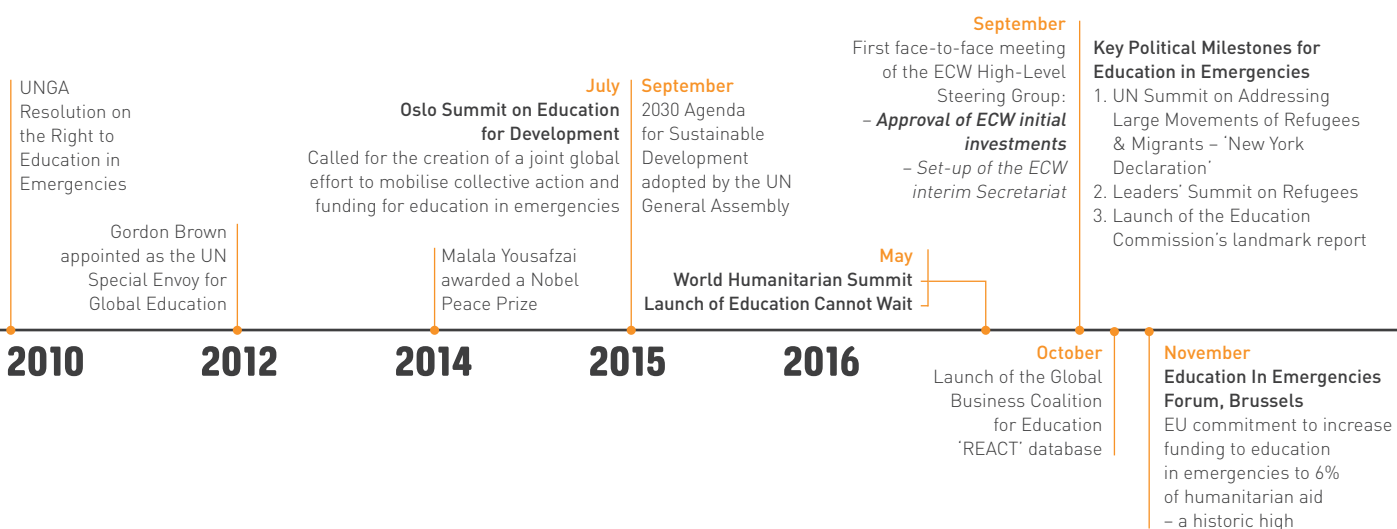 UNGA
Resolution on
the Right to
Education in
Emergencies
Gordon Brown
appointed as the UN
Special Envoy for
Global Education
Malala Yousafzai
awarded a Nobel
Peace Prize
July
Oslo Summit on Education
for Development
Called for the creation of a joint global
effort to mobilise collective action and
funding for education in emergencies
September
2030 Agenda
for Sustainable
Development
adopted by the UN
General Assembly
May
World Humanitarian Summit
Launch of Education Cannot Wait
September
First face-to-face meeting
of the ECW High-Level
Steering Group:
– Approval of ECW initial
investments
– Set-up of the ECW
interim Secretariat
Key Political Milestones for
Education in Emergencies
1. UN Summit on Addressing
Large Movements of Refugees
& Migrants – ‘New York
Declaration’
2. Leaders’ Summit on Refugees
3. Launch of the Education
Commission’s landmark report
2010
2012
2014
2015
2016
October
Launch of the Global
Business Coalition
for Education
‘REACT’ database
November
Education In Emergencies
Forum, Brussels
EU commitment to increase
funding to education
in emergencies to 6%
of humanitarian aid
– a historic high